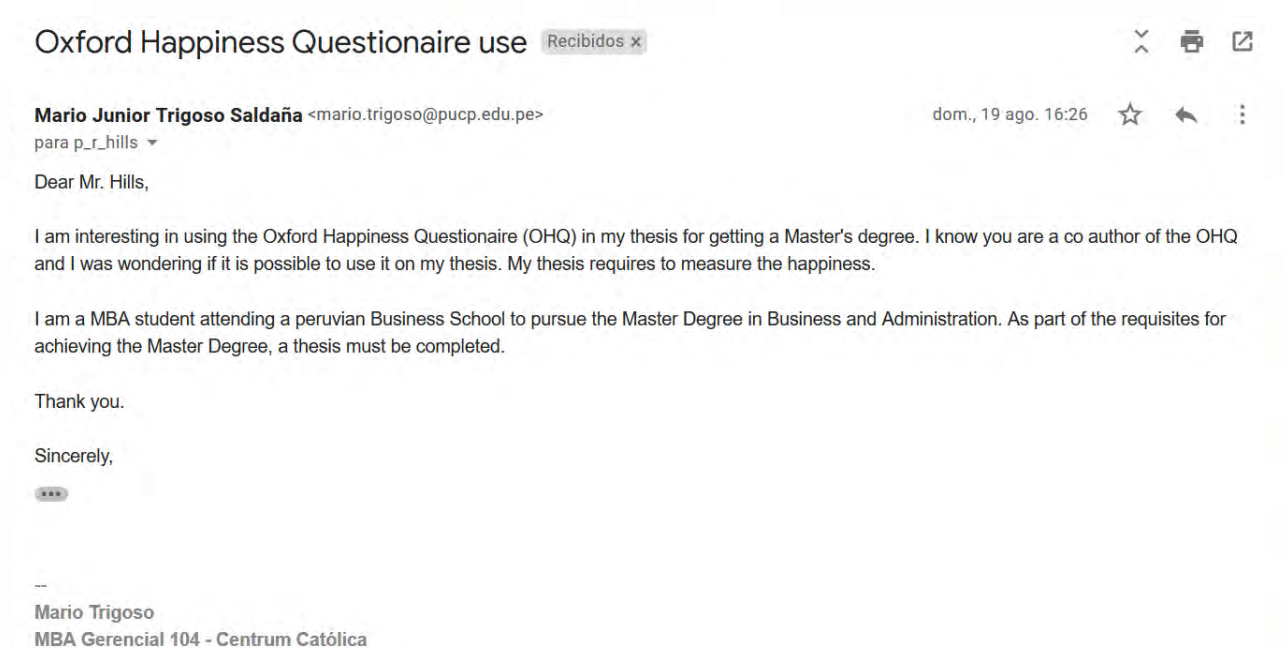 Oxford Happiness Questionaire use Recibidos x
Mario Junior Trigoso Saldaña <mario.trigoso@pucp.edu.pe> dom., 19 ago. 16:26
para p_r_hills
Dear Mr. Hills,
I am interesting in using the Oxford Happiness Questionaire (OHQ) in my thesis for getting a Master's degree. I know you are a co author of the OHQ
and I was wondering if it is possible to use it on my thesis. My thesis requires to measure the happiness.
I am a MBA student attending a peruvian Business School to pursue the Master Degree in Business and Administration. As part of the requisites for
achieving the Master Degree, a thesis must be completed.
Thank you.
Sincerely,
--
Mario Trigoso
MBA Gerencial 104 - Centrum Católica